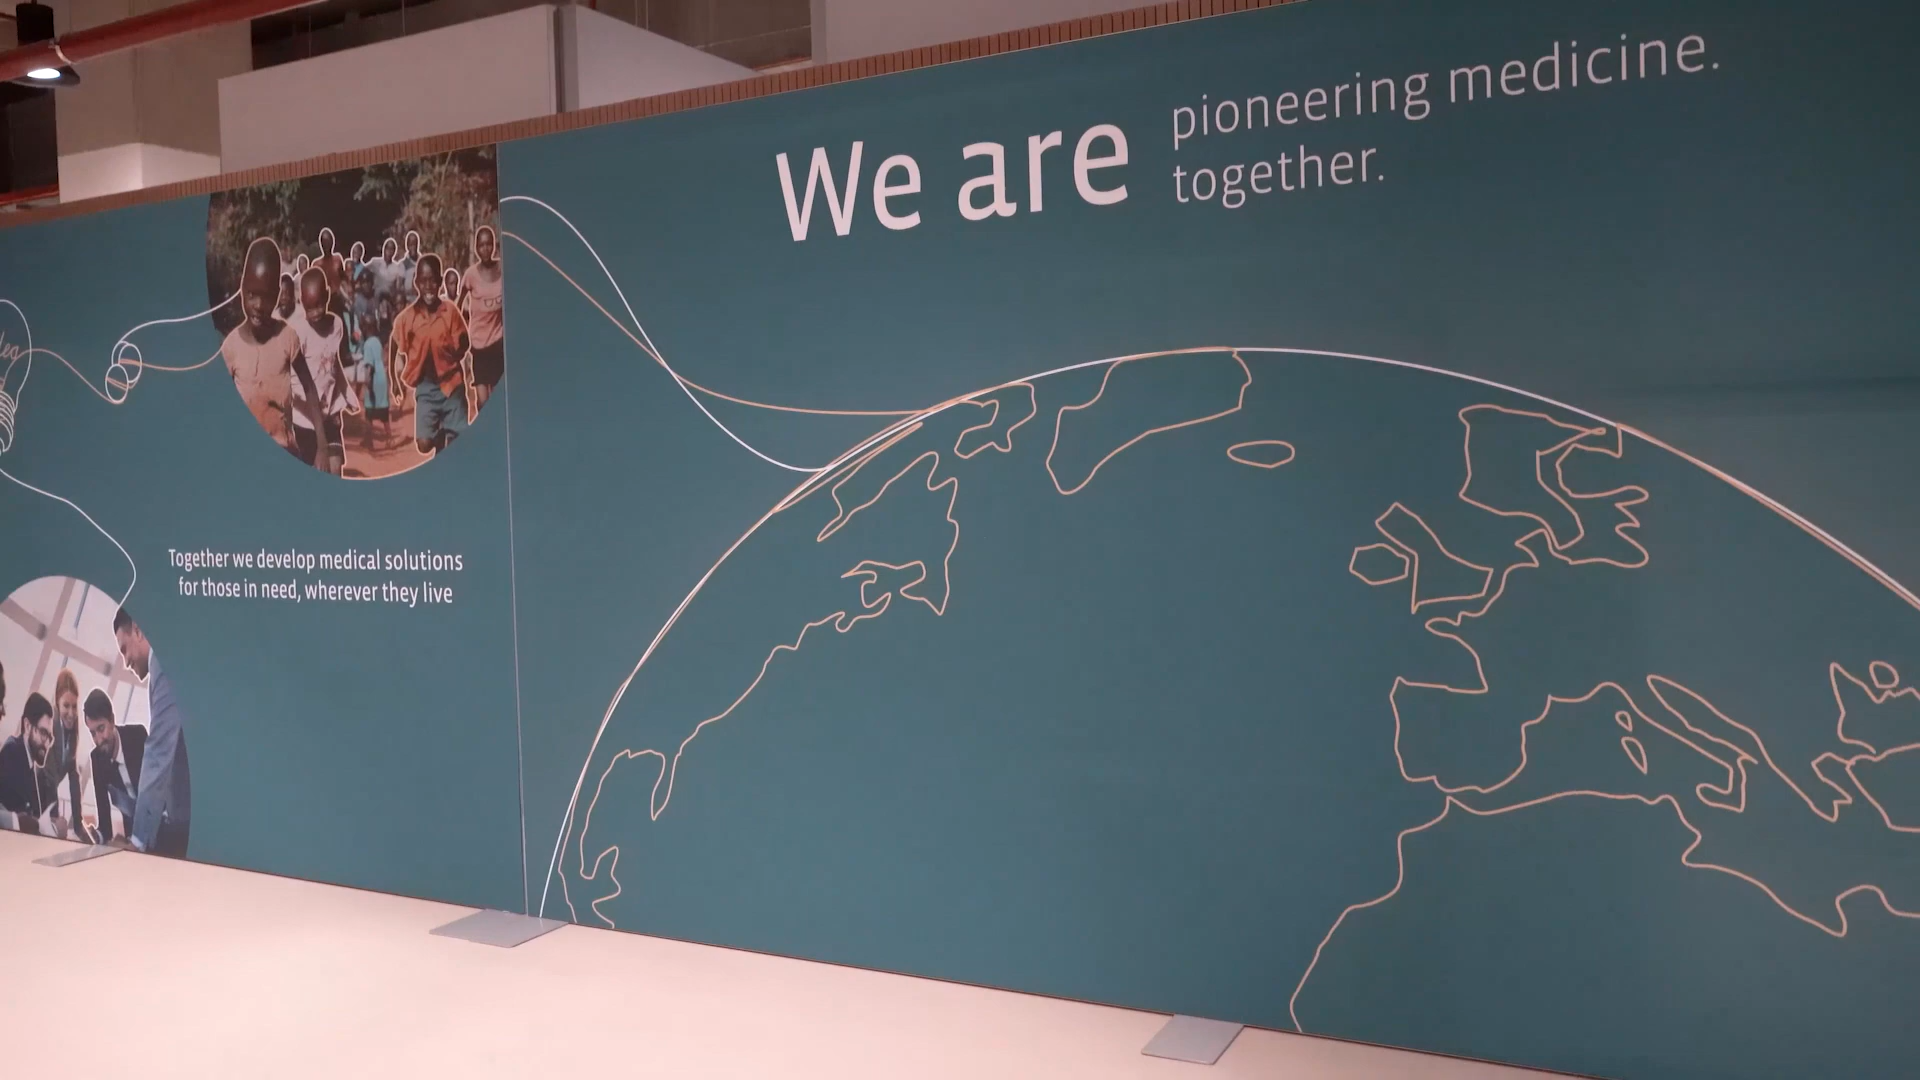 We are
pioneering medicine.
together.
Together we develop medical solutions
for those in need, wherever they live